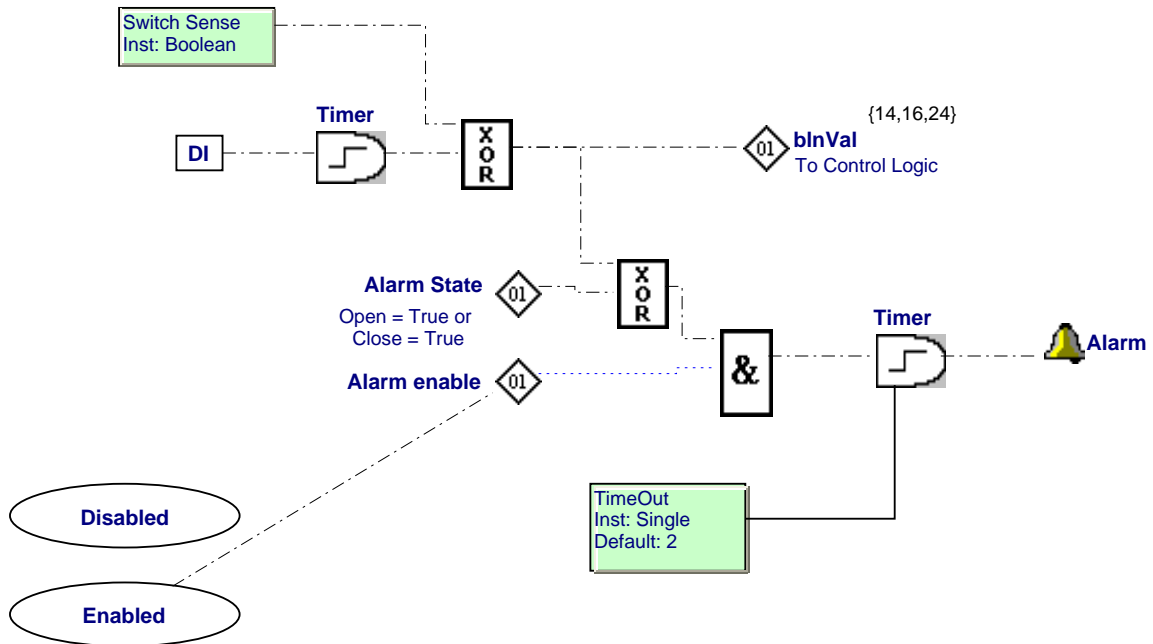 Switch Sense
Inst: Boolean
{14,16,24}
Timer
DI
X
O
R
01
bInVal
To Control Logic
Alarm State
01
X
O
R
Open = True or
Close = True
Timer
Alarm
&
Alarm enable
01
TimeOut
Inst: Single
Default: 2
Disabled
Enabled